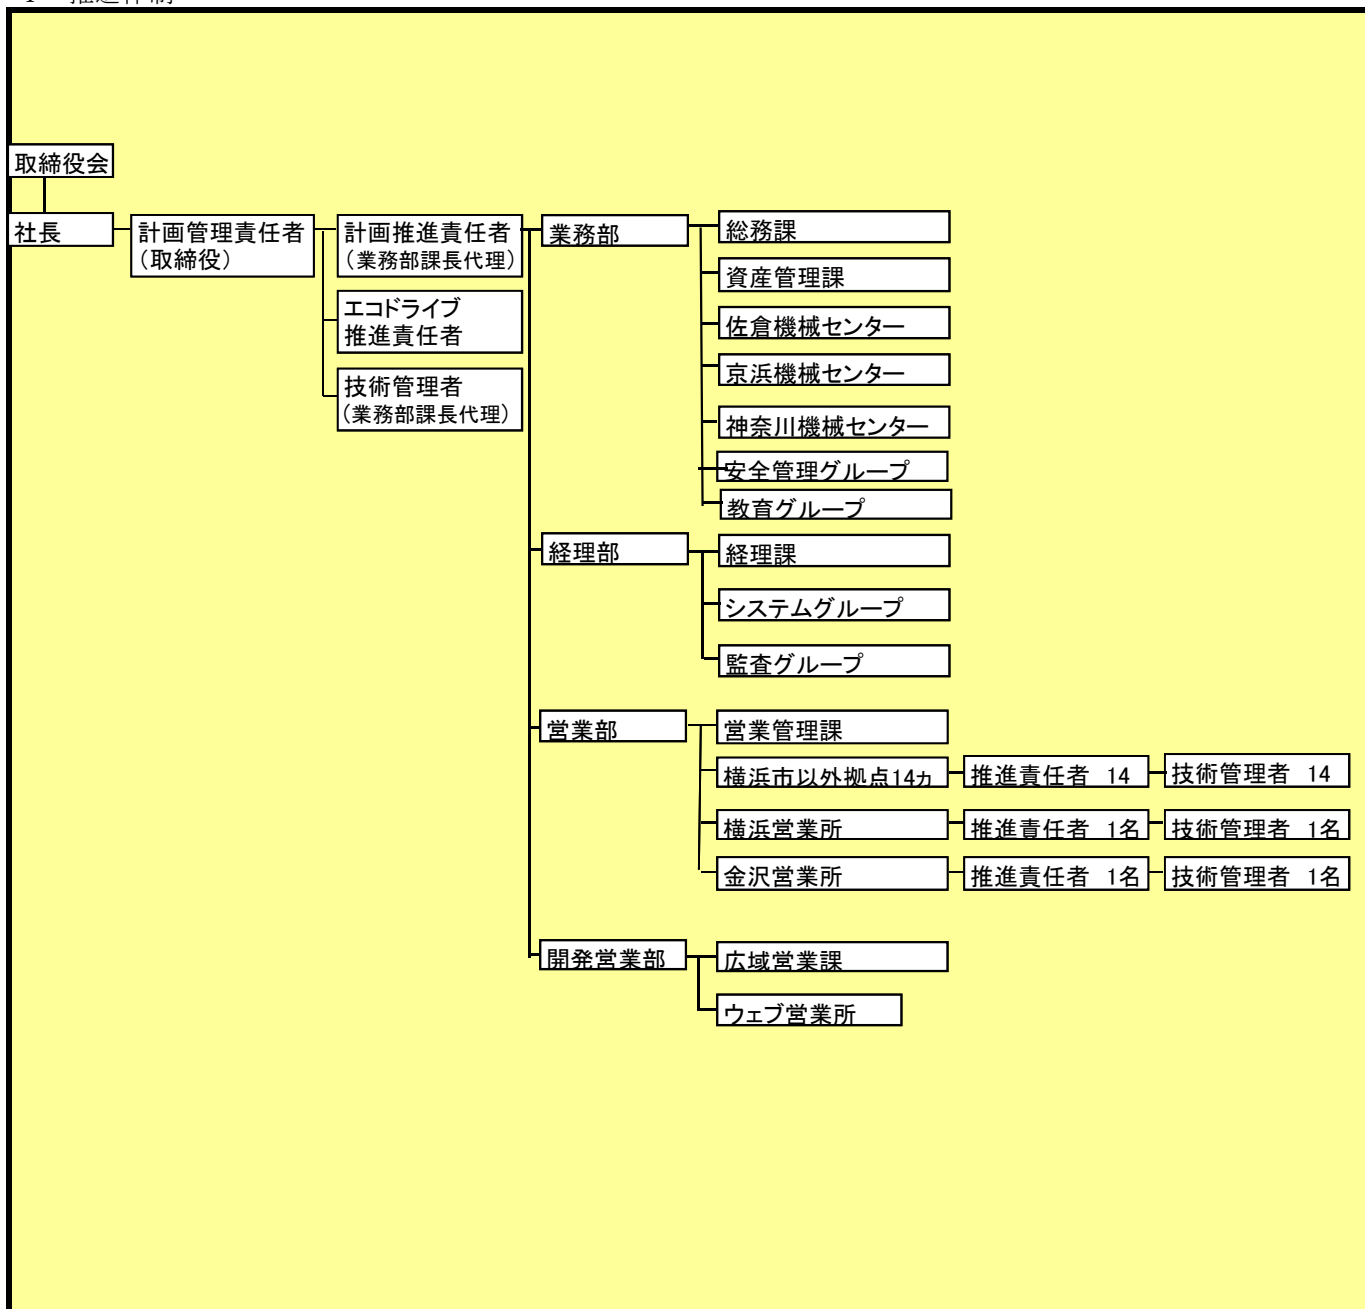 取締役会
社長
計画管理責任者
（取締役）
計画推進責任者
（業務部課長代理）
エコドライブ
推進責任者
技術管理者
（業務部課長代理）
業務部
総務課
資産管理課
佐倉機械センター
京浜機械センター
神奈川機械センター
安全管理グループ
教育グループ
経理部
経理課
システムグループ
監査グループ
営業部
営業管理課
横浜市以外拠点14ヵ
推進責任者 14
技術管理者 14
横浜営業所
推進責任者 1名
技術管理者 1名
金沢営業所
推進責任者 1名
技術管理者 1名
開発営業部
広域営業課
ウェブ営業所